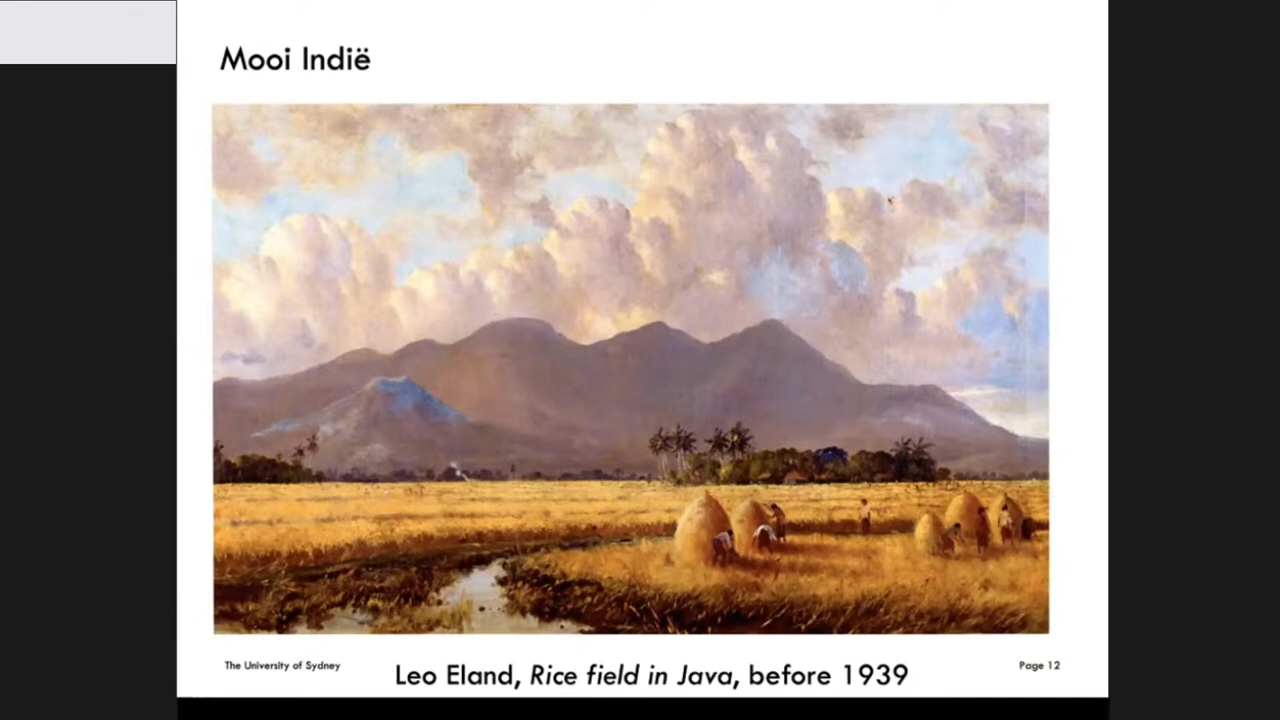 Mooi Indië
The University of Sydney
Leo Eland, Rice field in Java, before 1939
Page 12